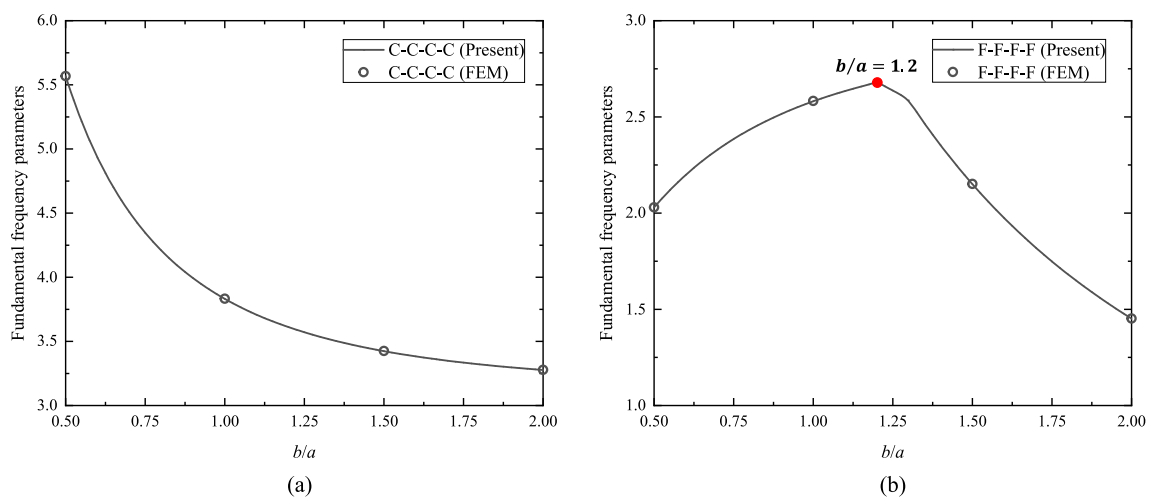 6.0
5.5
5.0
4.5
4.0
3.5
3.0
Fundamental frequency parameters
C-C-C-C (Present)
C-C-C-C (FEM)
0.50
0.75
1.00
1.25
1.50
1.75
2.00
b/a
(a)
3.0
2.5
2.0
1.5
1.0
Fundamental frequency parameters
F-F-F-F (Present)
F-F-F-F (FEM)
b/a = 1.2
0.50
0.75
1.00
1.25
1.50
1.75
2.00
b/a
(b)